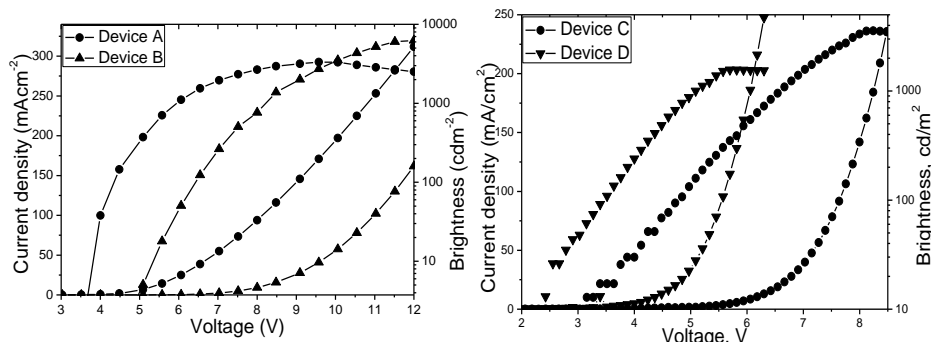 Device A
Device B
Current density (mAcm-2)
350
300
250
200
150
100
50
0
3 4 5 6 7 8 9 10 11 12
Voltage (V)
10000
1000
100
10
Brightness (cdm-2)
Device C
Device D
Current density (mA/cm2)
250
200
150
100
50
0
2 3 4 5 6 7 8
Voltage, V
1000
100
10
Brightness, cd/m2